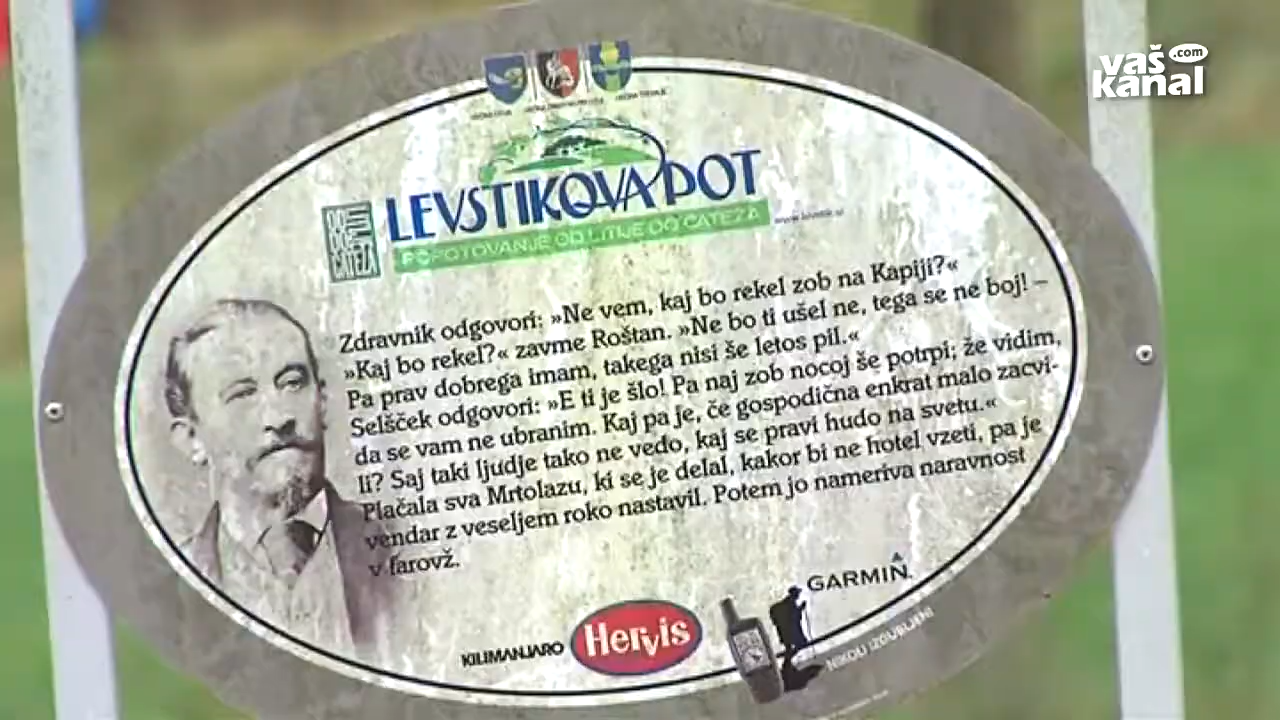 vaš .com
kanal
LEVSTIKOVA POT
POPOTOVANJE OD LITIJE DO ČATEŽA
Zdravnik odgovori: »Ne vem, kaj bo rekel zob na Kapiji?«
»Kaj bo rekel?« zavme Roštan. »Ne bo ti ušel ne, tega se ne boj! –
Pa prav dobrega imam, takega nisi še letos pil.«
Selšček odgovori: »E ti je šlo! Pa naj zob nocoj še potrpi; že vidim,
da se vam ne ubranim. Kaj pa je, če gospodična enkrat malo zacvi-
li? Saj taki ljudje tako ne vedo, kaj se pravi hudo na svetu.«
Plačala sva Mrtolazu, ki se je delal, kakor bi ne hotel vzeti, pa je
vendar z veseljem roko nastavil. Potem jo nameriva naravnost
v farovž.
GARMIN
KILIMANJARO Hervis
NIKOLI IZGUBLJENI